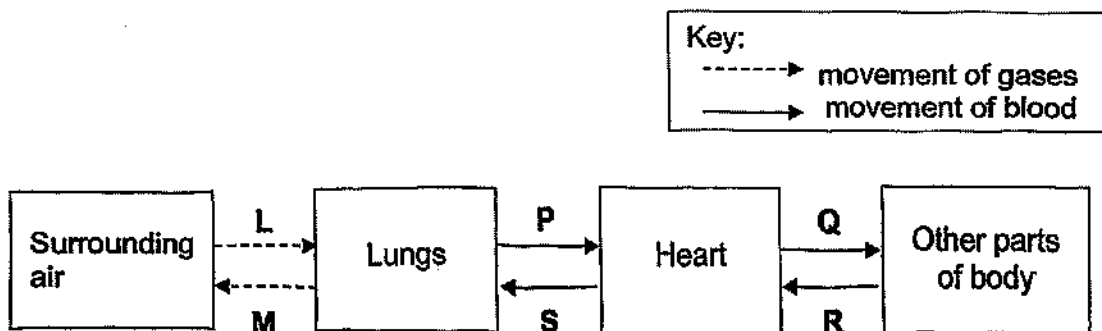 Key:
movement of gases
movement of blood
L
P
Q
Surrounding
air
Lungs
Heart
Other parts
of body
M
S
R